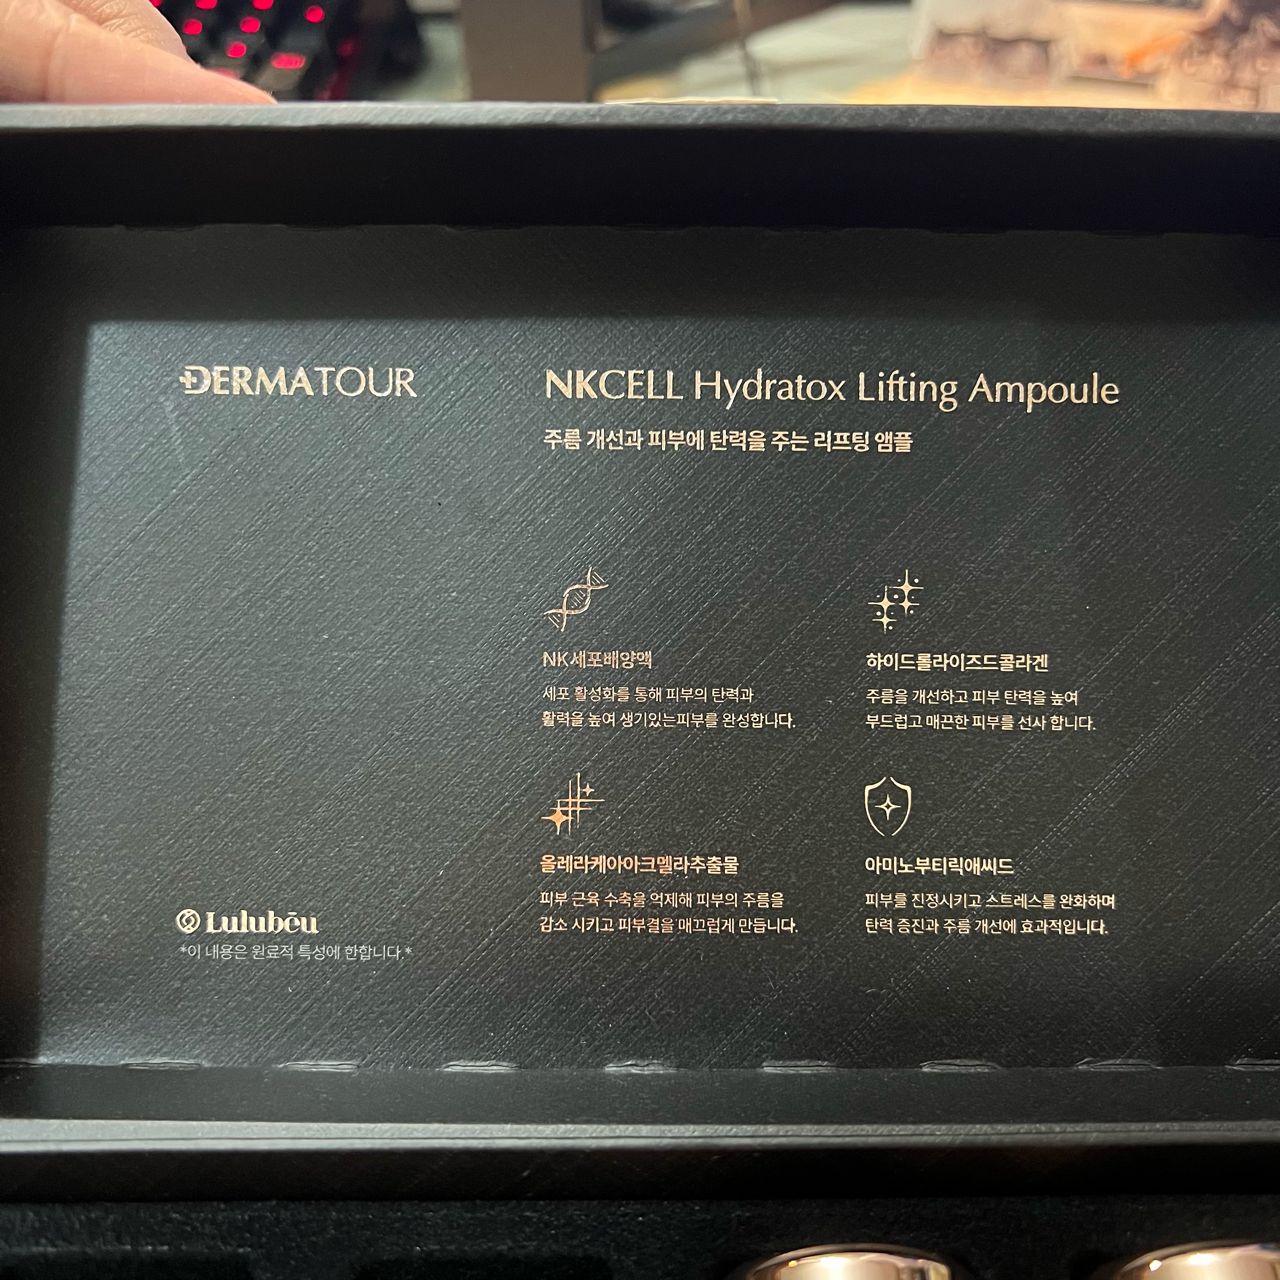 DERMATOUR
NKCELL Hydratox Lifting Ampoule
주름 개선과 피부에 탄력을 주는 리프팅 앰플
NK세포배양액
세포 활성화를 통해 피부의 탄력과
활력을 높여 생기있는피부를 완성합니다.
하이드롤라이즈드콜라겐
주름을 개선하고 피부 탄력을 높여
부드럽고 매끈한 피부를 선사 합니다.
올레라케아아크멜라추출물
피부 근육 수축을 억제해 피부의 주름을
감소 시키고 피부결을 매끄럽게 만듭니다.
아미노부티릭애씨드
피부를 진정시키고 스트레스를 완화하며
탄력 증진과 주름 개선에 효과적입니다.
Lulubēu
*이 내용은 원료적 특성에 한합니다.*